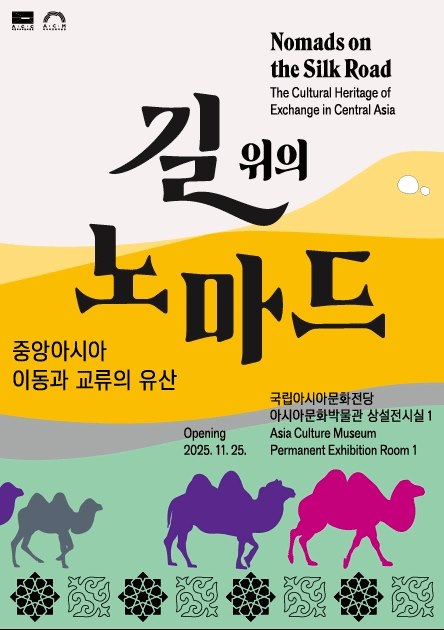 ACC
ACM
Nomads on
the Silk Road
The Cultural Heritage of
Exchange in Central Asia
길 위의
노마드
중앙아시아
이동과 교류의 유산
국립아시아문화전당
아시아문화박물관 상설전시실 1
Opening
2025. 11. 25.
Asia Culture Museum
Permanent Exhibition Room 1